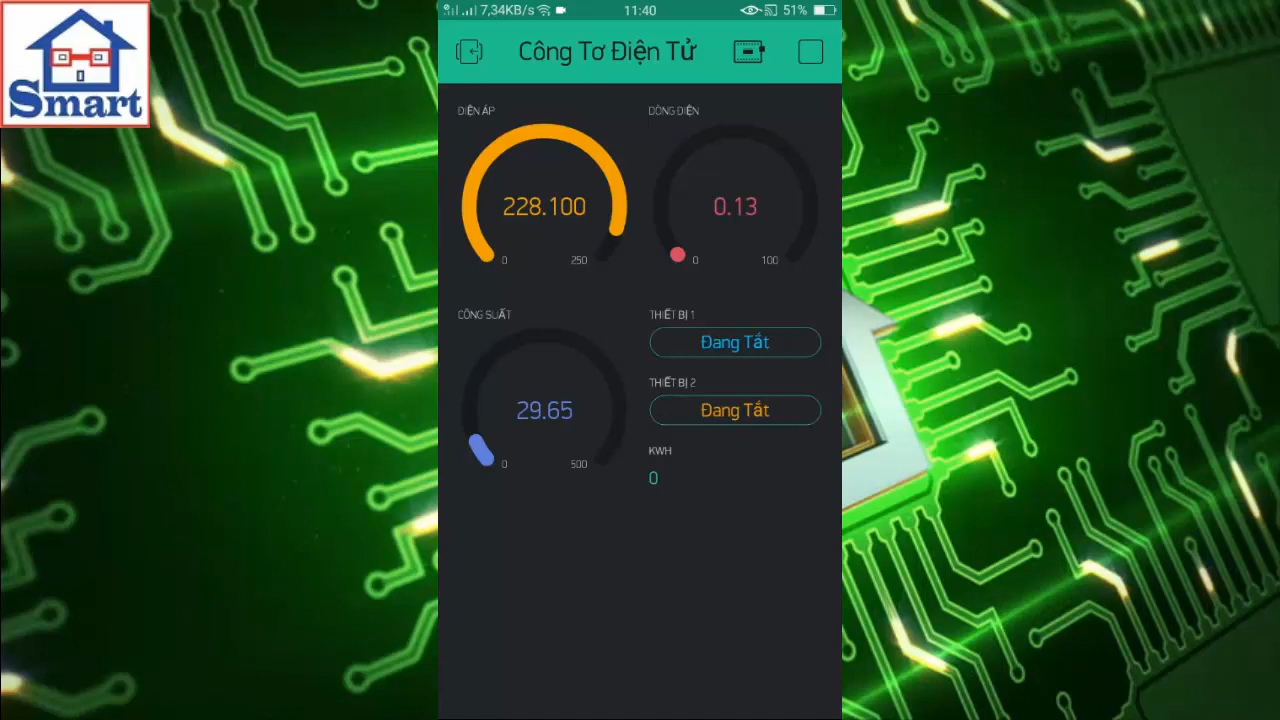 Smart
7,34KB/s 11:40 51%
Công Tơ Điện Tử
ĐIỆN ÁP
228.100
0 250
DÒNG ĐIỆN
0.13
0 100
CÔNG SUẤT
29.65
0 500
THIẾT BỊ 1
Đang Tắt
THIẾT BỊ 2
Đang Tắt
KWH
0